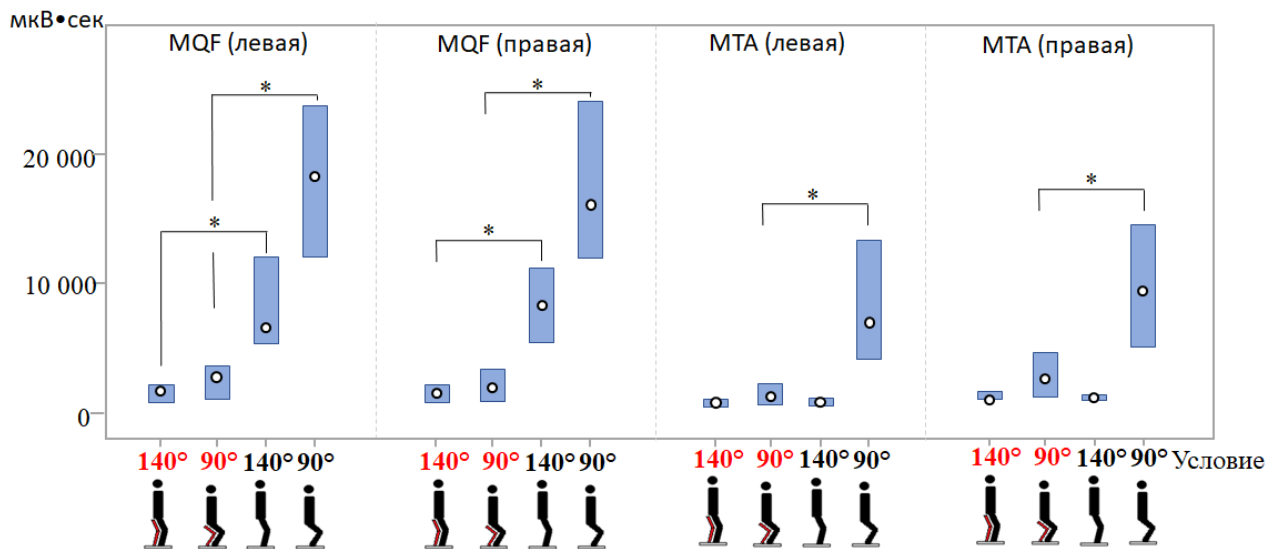 мкВ•сек
MQF (левая) MQF (правая) MTA (левая) MTA (правая)
* *
* * * *
20 000
10 000
0
140° 90° 140° 90° 140° 90° 140° 90° 140° 90° 140° 90° 140° 90° 140° 90° Условие